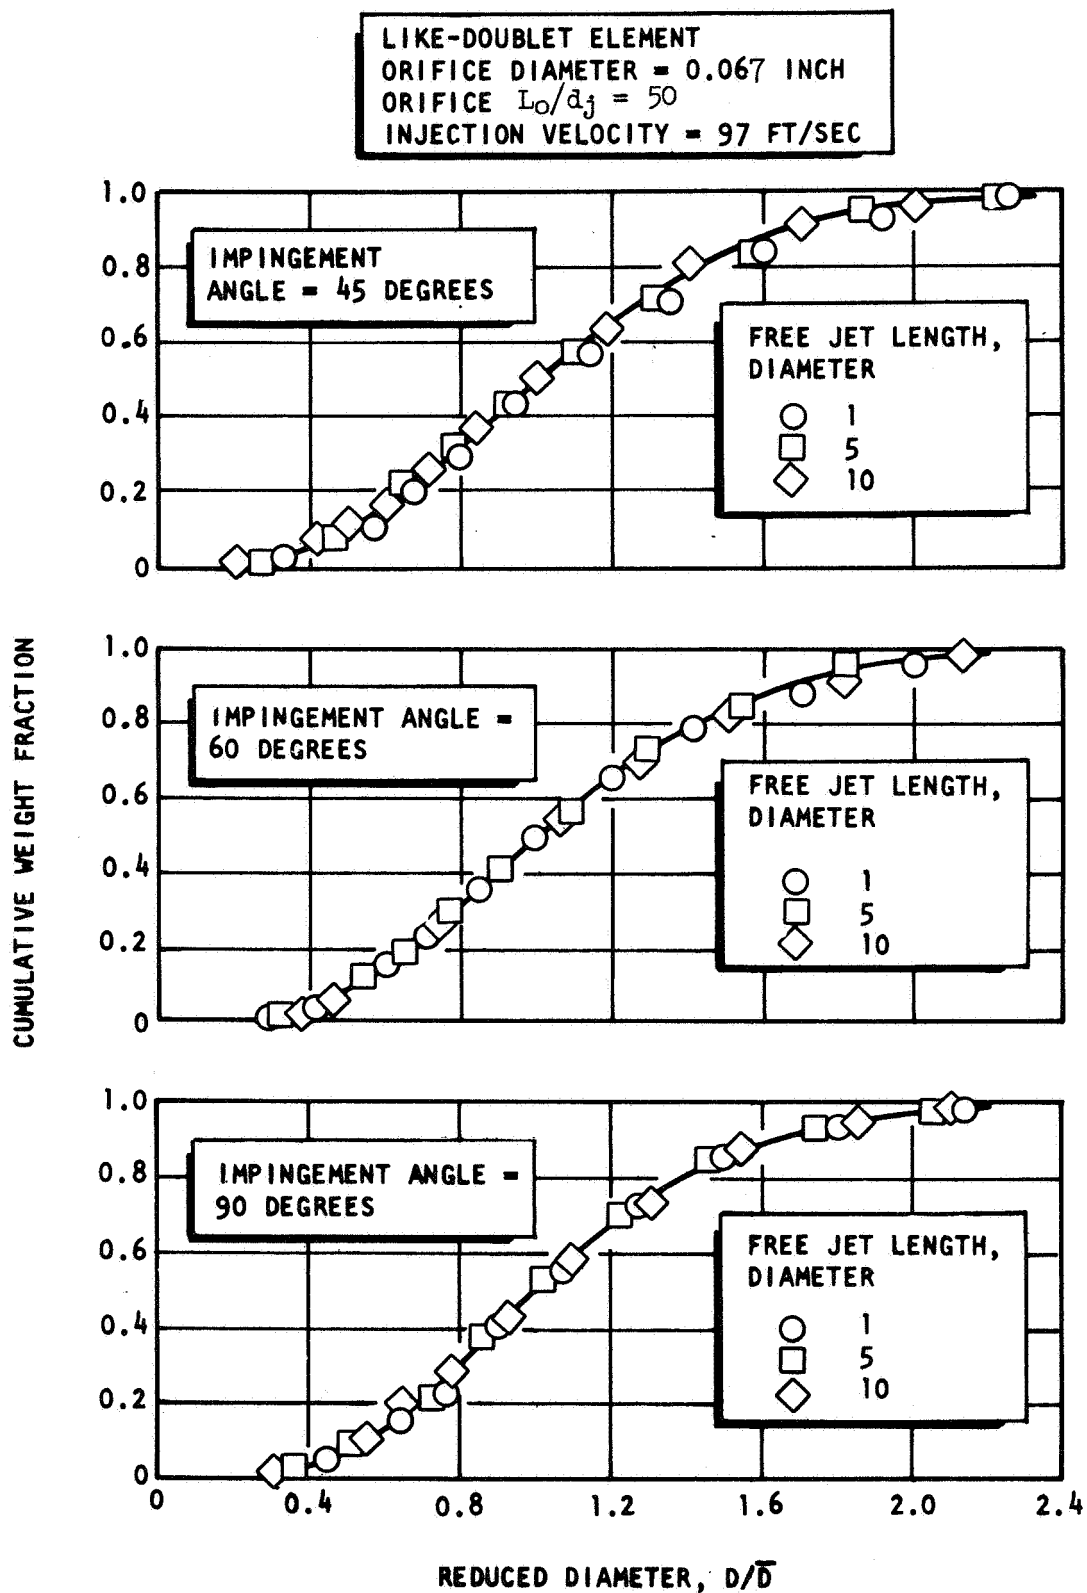 LIKE-DOUBLET ELEMENT
ORIFICE DIAMETER = 0.067 INCH
ORIFICE Lo/dj = 50
INJECTION VELOCITY = 97 FT/SEC
1.0
0.8
0.6
0.4
0.2
0
IMPINGEMENT
ANGLE = 45 DEGREES
FREE JET LENGTH,
DIAMETER
1
5
10
CUMULATIVE WEIGHT FRACTION
1.0
0.8
0.6
0.4
0.2
0
IMPINGEMENT ANGLE =
60 DEGREES
FREE JET LENGTH,
DIAMETER
1
5
10
1.0
0.8
0.6
0.4
0.2
0
IMPINGEMENT ANGLE =
90 DEGREES
FREE JET LENGTH,
DIAMETER
1
5
10
0 0.4 0.8 1.2 1.6 2.0 2.4
REDUCED DIAMETER, D/D̅